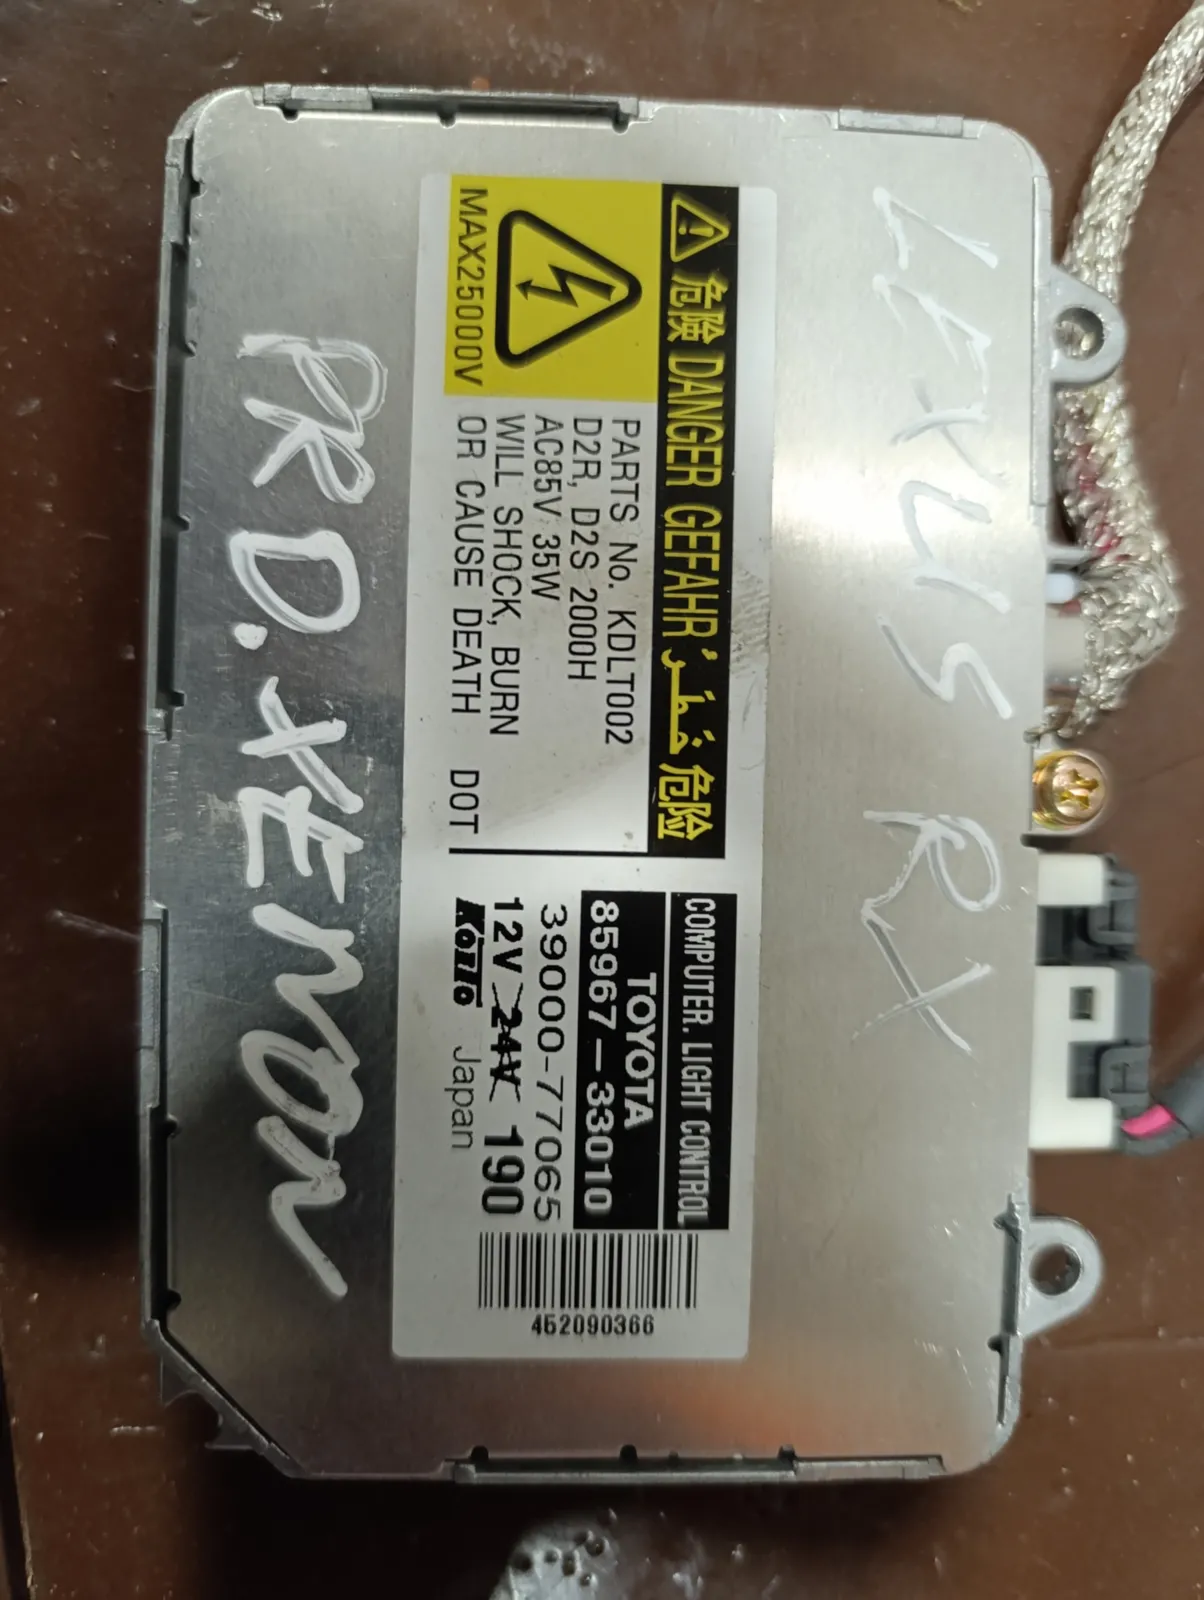 LEXUS RX
⚠ 危険 DANGER GEFAHR خطر 危险
MAX25000V
PARTS No. KDLT002
D2R, D2S 2000H
AC85V 35W
WILL SHOCK, BURN
OR CAUSE DEATH DOT
COMPUTER. LIGHT CONTROL
TOYOTA
85967-33010
39000-77065
12V 24V 190
KOITO Japan
452090366
PRD. XENON